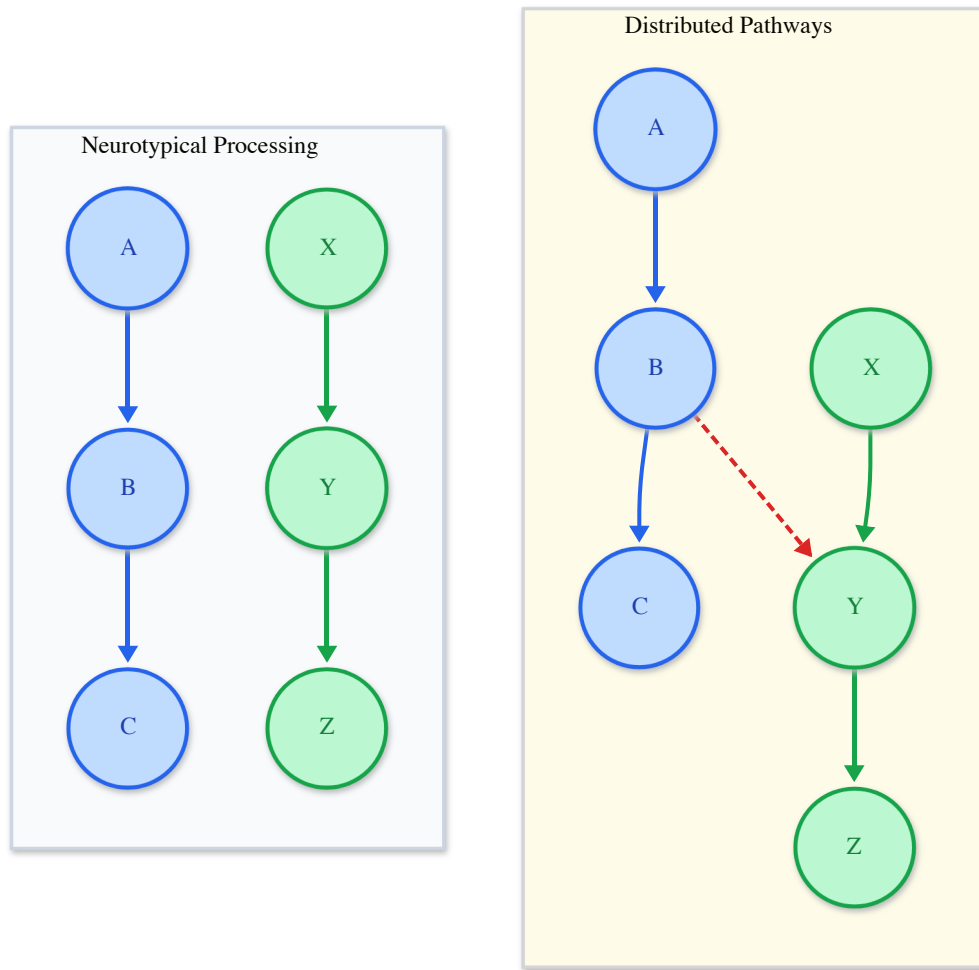 Neurotypical Processing
A
X
B
Y
C
Z
Distributed Pathways
A
B
X
C
Y
Z